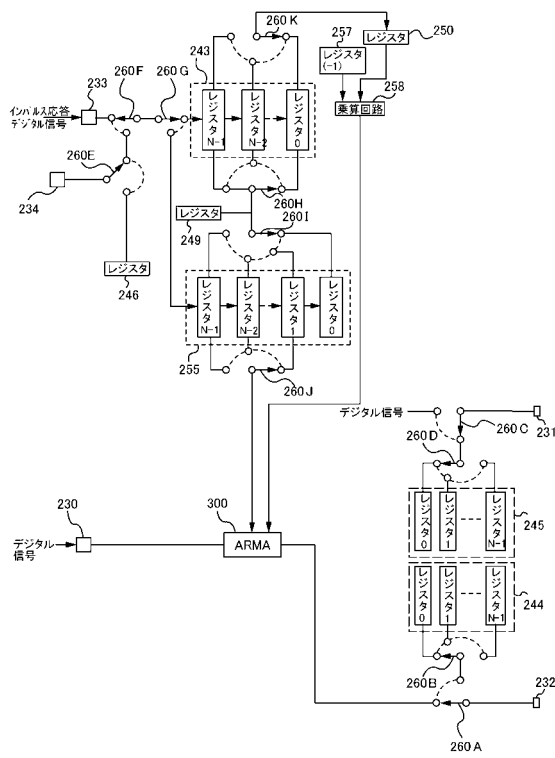 260K
257
レジスタ
(-1)
レジスタ
250
243
258
乗算回路
233
260F
260G
インパルス応答
デジタル信号
レジスタ N-1
レジスタ N-2
レジスタ 0
260E
234
260H
レジスタ
249
260I
レジスタ
246
レジスタ N-1
レジスタ N-2
レジスタ 1
レジスタ 0
255
260J
デジタル信号
260C
231
260D
レジスタ 0
レジスタ 1
レジスタ N-1
245
230
300
デジタル
信号
ARMA
レジスタ 0
レジスタ 1
レジスタ N-1
244
260B
232
260A